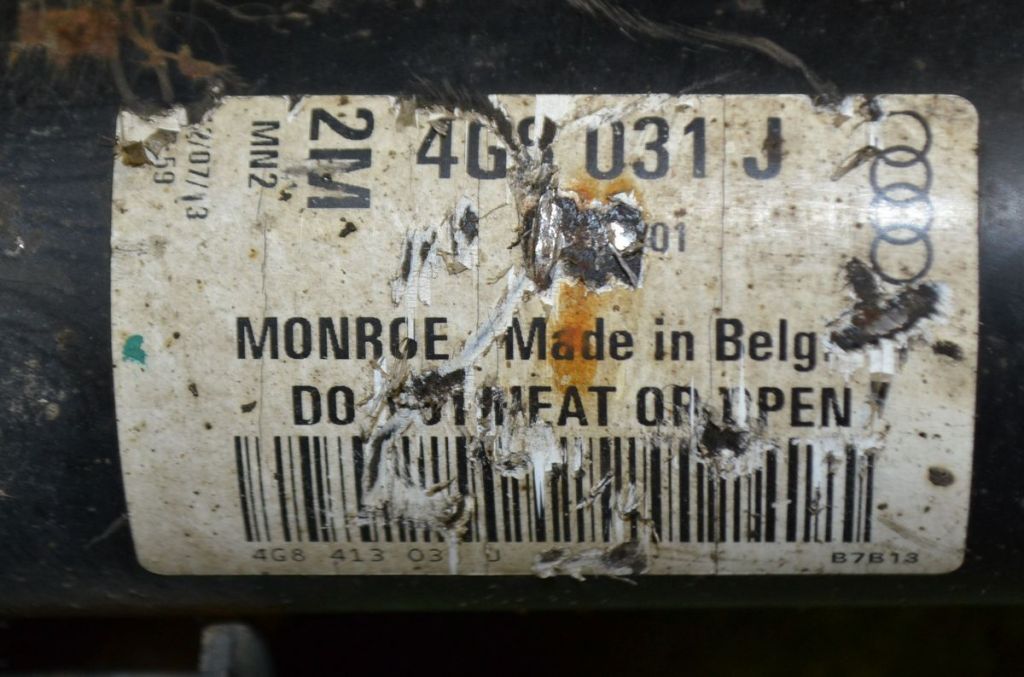 2M 4G8 031 J
MN2
/07/13
:59
01
MONROE Made in Belg
DO HEAT OR OPEN
4G8 413 03 J B7B13